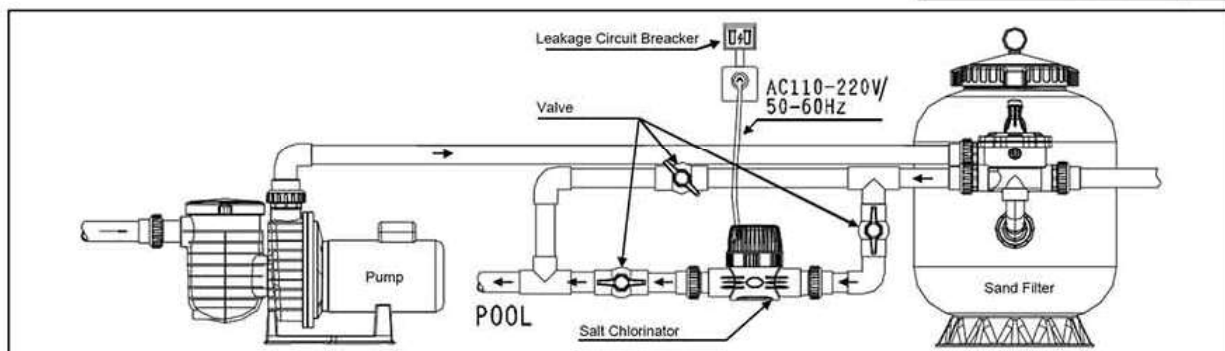 Leakage Circuit Breacker
AC110-220V/
50-60Hz
Valve
Pump
Sand Filter
POOL
Salt Chlorinator